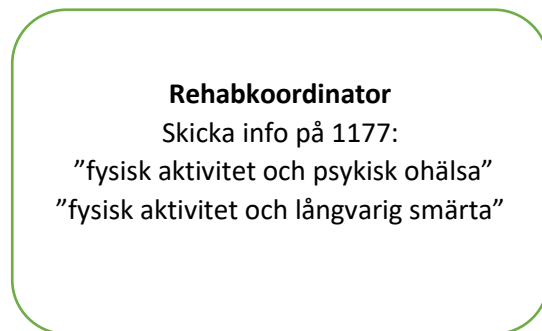 Rehabkoordinator
Skicka info på 1177:
”fysisk aktivitet och psykisk ohälsa”
”fysisk aktivitet och långvarig smärta”